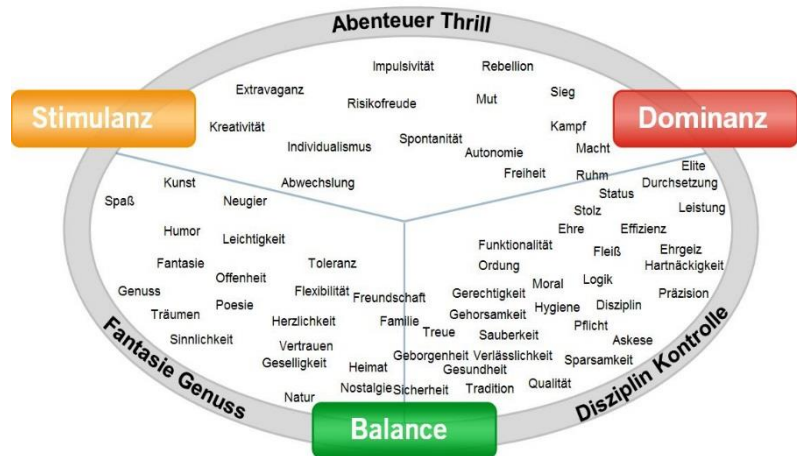 Abenteuer Thrill
Impulsivität Rebellion
Extravaganz Sieg
Risikofreude Mut
Stimulanz Dominanz
Kreativität Kampf
Individualismus Spontanität Macht
Autonomie
Freiheit Ruhm Elite
Kunst Abwechslung Durchsetzung
Status
Spaß Neugier Leistung
Stolz
Ehre Effizienz
Humor Leichtigkeit
Funktionalität Fleiß Ehrgeiz
Fantasie Toleranz Ordung Hartnäckigkeit
Offenheit Moral Logik
Genuss Flexibilität Freundschaft Gerechtigkeit Präzision
Träumen Poesie Hygiene Disziplin
Herzlichkeit Familie Gehorsamkeit
Sinnlichkeit Treue Sauberkeit Pflicht
Vertrauen Askese
Geselligkeit Heimat Geborgenheit Verlässlichkeit Sparsamkeit
Gesundheit
Natur Nostalgie Sicherheit Tradition Qualität
Fantasie Genuss
Disziplin Kontrolle
Balance